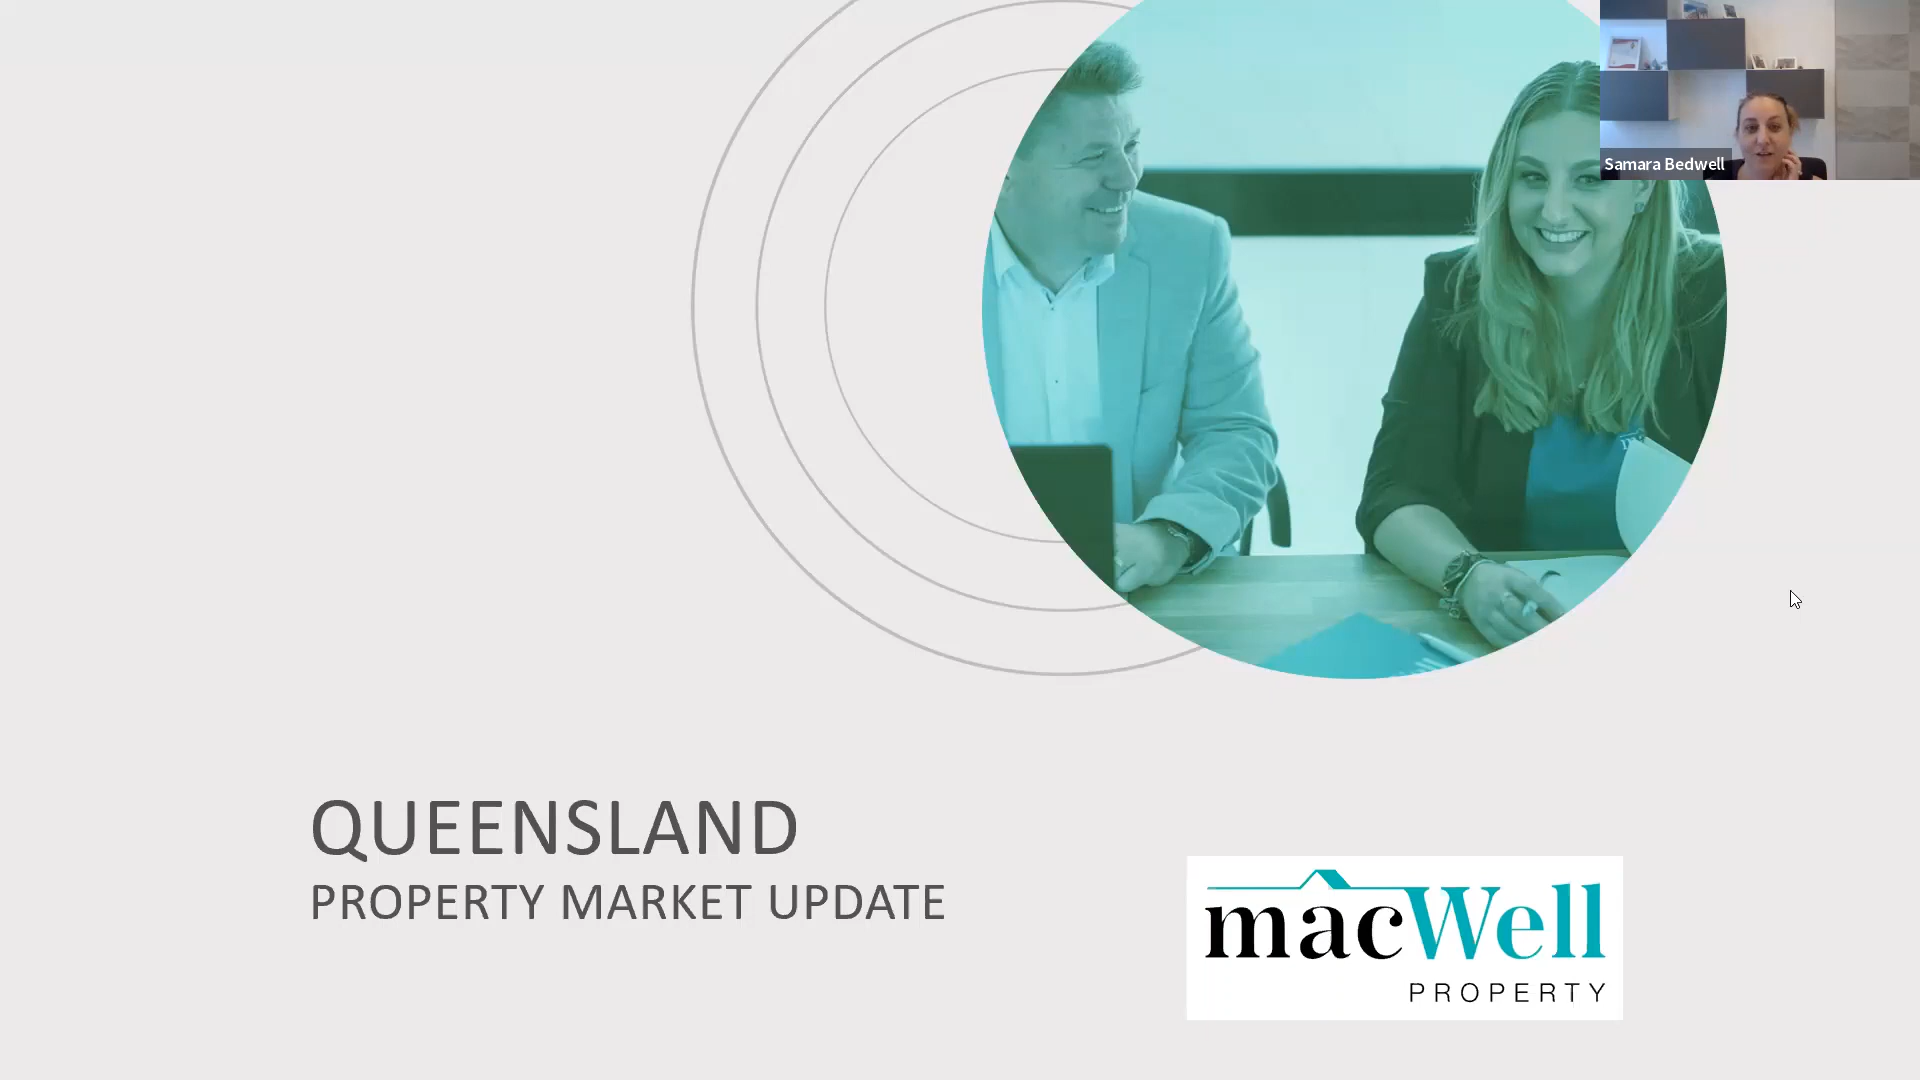 Samara Bedwell
QUEENSLAND
PROPERTY MARKET UPDATE
macWell
PROPERTY